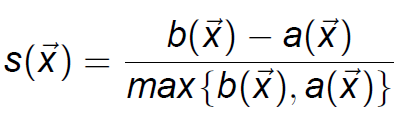 s(x⃗) = b(x⃗) − a(x⃗) / max{b(x⃗), a(x⃗)}